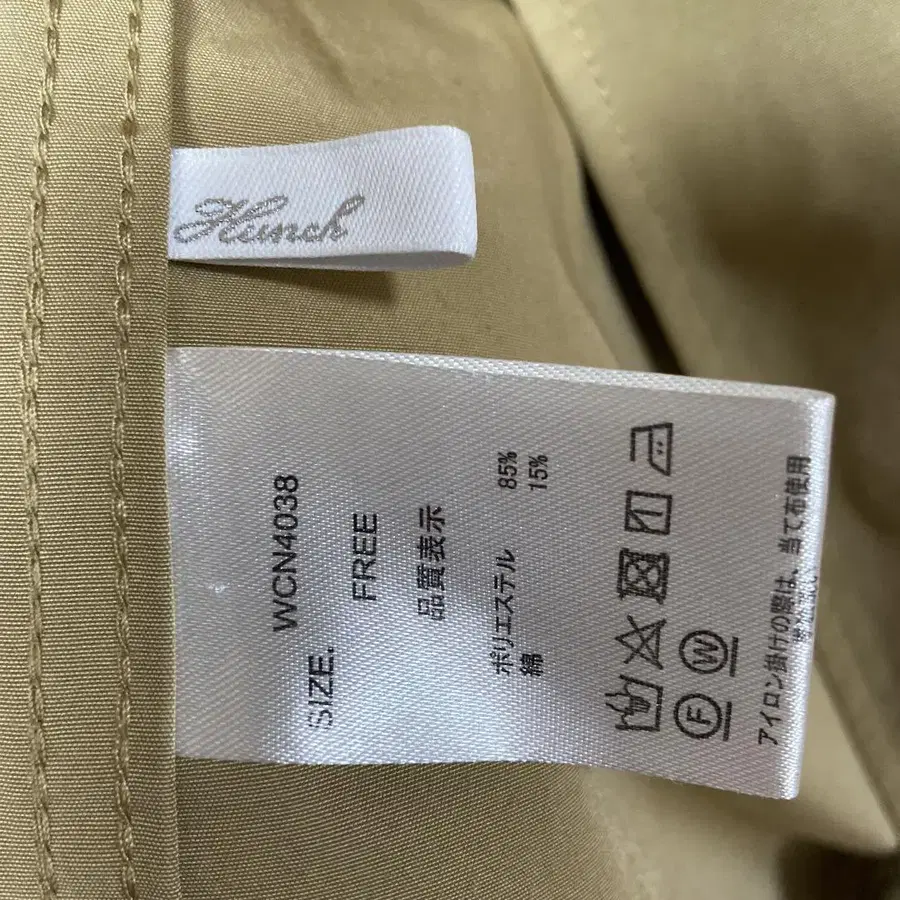 Hunch
WCN4038
SIZE. FREE
品質表示
ポリエステル 85%
綿 15%
F W
アイロン掛けの際は、当て布使用